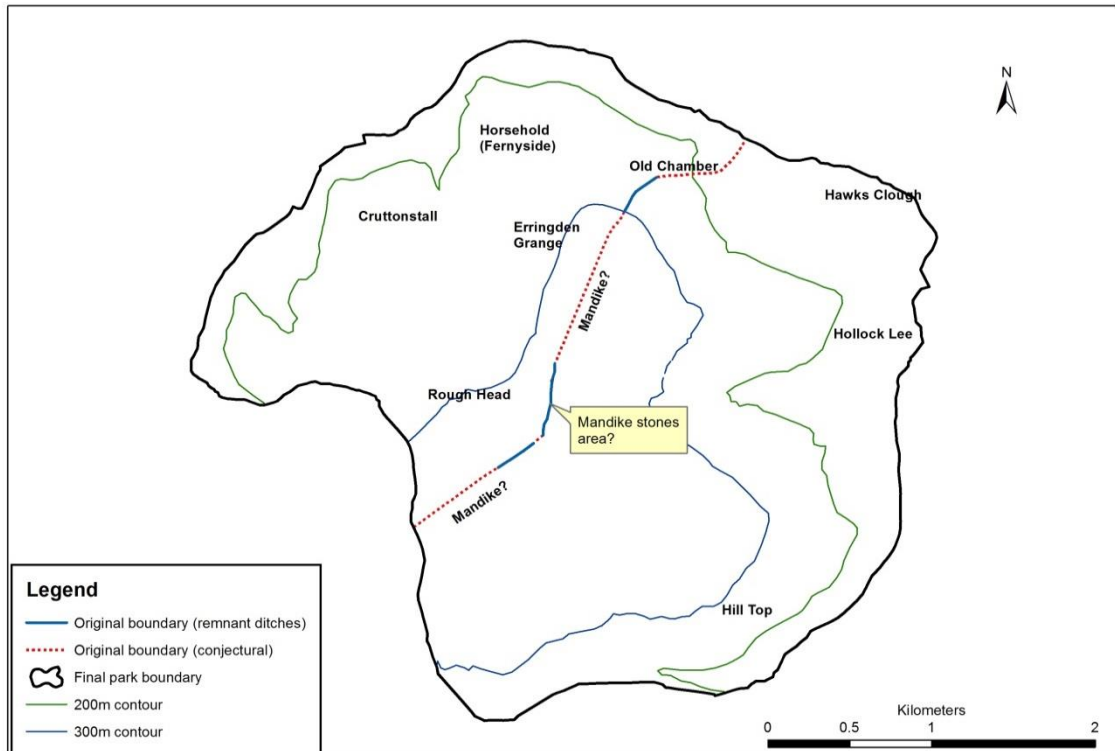 N
Horsehold
(Fernyside)
Old Chamber
Hawks Clough
Cruttonstall
Erringden
Grange
Mandike?
Hollock Lee
Rough Head
Mandike stones
area?
Mandike?
Hill Top
Legend
Original boundary (remnant ditches)
Original boundary (conjectural)
Final park boundary
200m contour
300m contour
Kilometers
0 0.5 1 2